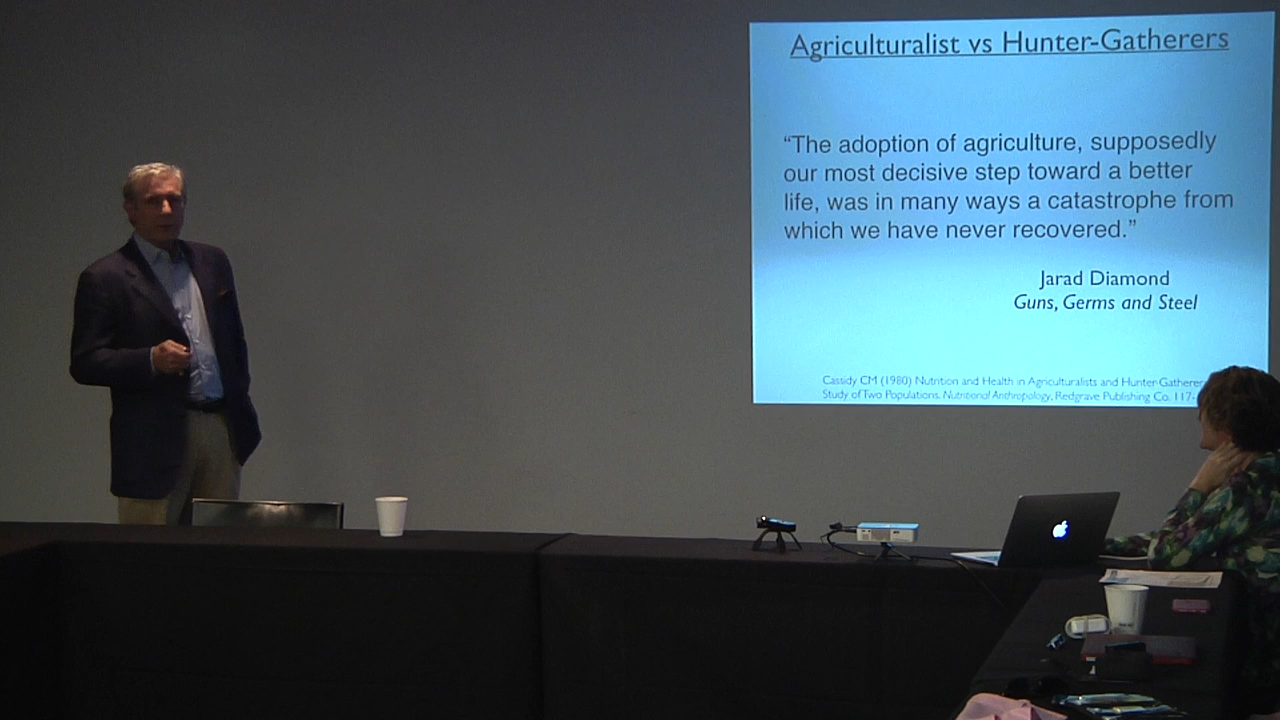 Agriculturalist vs Hunter-Gatherers
“The adoption of agriculture, supposedly
our most decisive step toward a better
life, was in many ways a catastrophe from
which we have never recovered.”
Jarad Diamond
Guns, Germs and Steel
Cassidy CM (1980) Nutrition and Health in Agriculturalists and Hunter-Gatherer
Study of Two Populations. Nutritional Anthropology, Redgrave Publishing Co. 117-